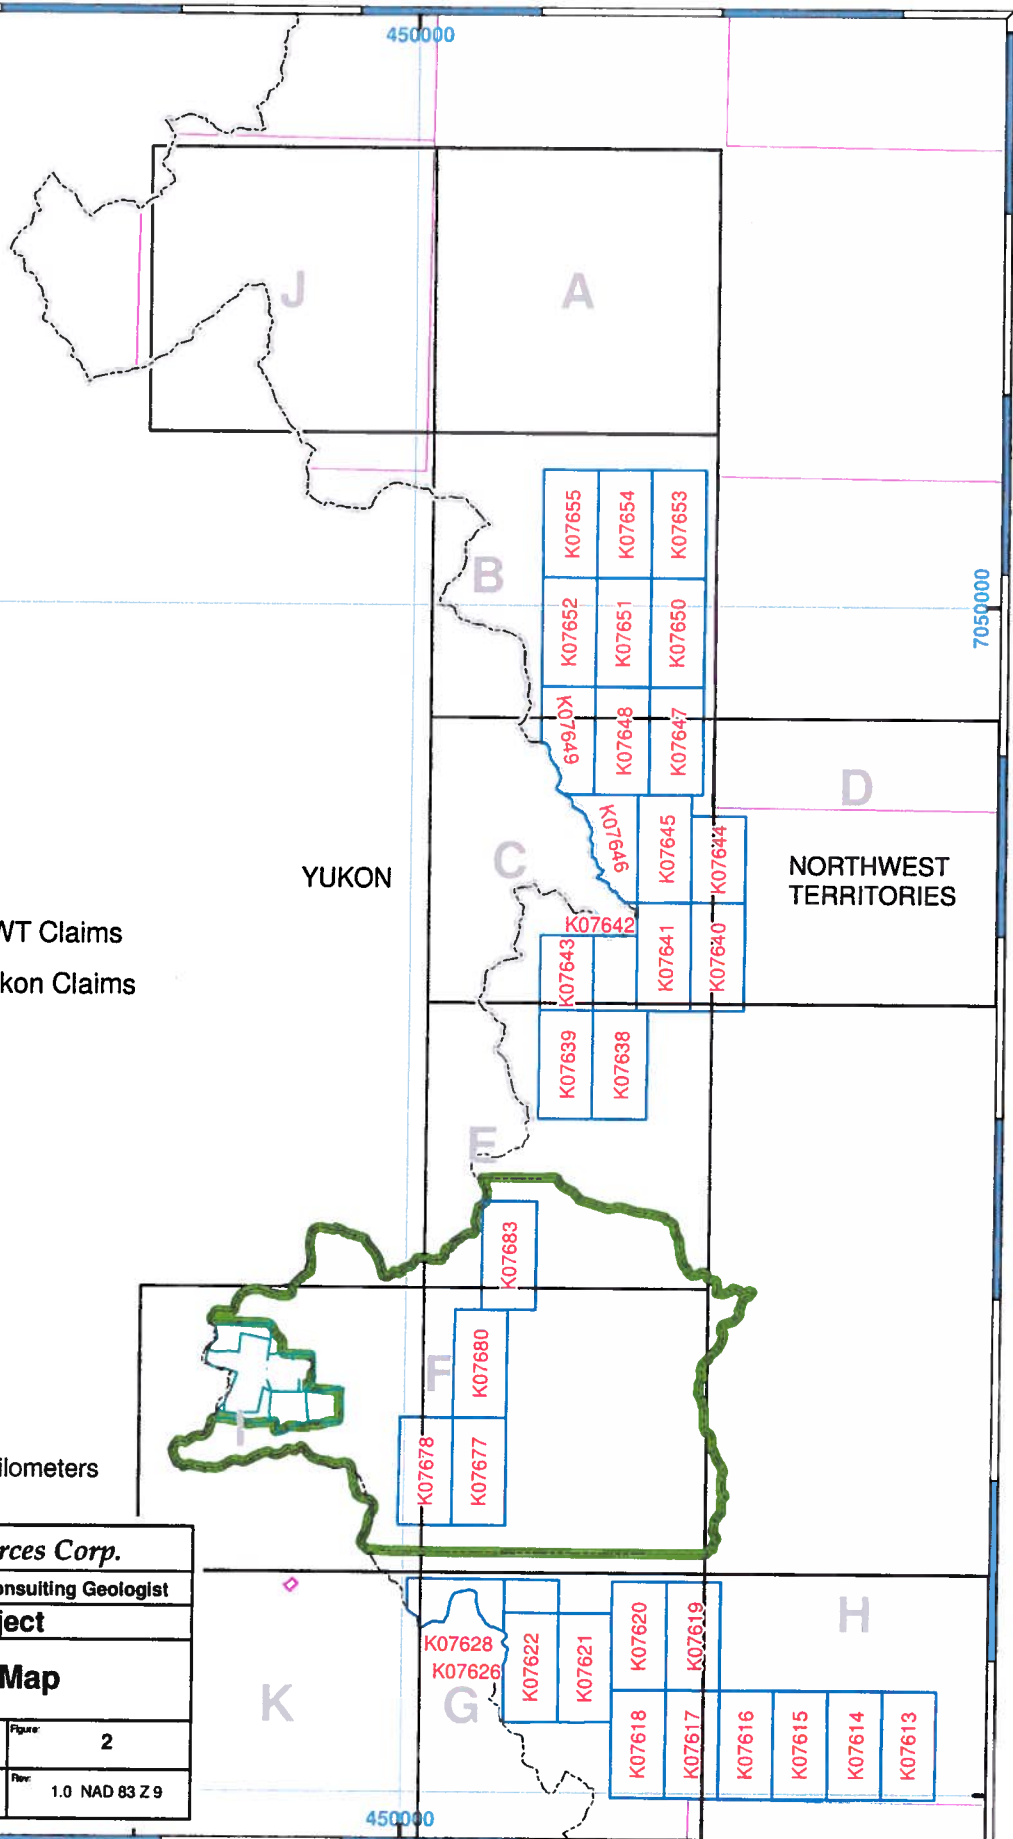 450000
J
A
K07655
K07654
K07653
B
K07652
K07651
K07650
7050000
K07649
K07648
K07647
D
K07646
K07645
K07644
C
YUKON
NORTHWEST
TERRITORIES
WT Claims
K07642
K07643
K07641
K07640
kon Claims
K07639
K07638
E
K07683
K07680
F
I
K07678
K07677
ilometers
rces Corp.
onsulting Geologist
ject
Map
Figure:
2
Rev:
1.0 NAD 83 Z 9
K07620
K07619
H
K07628
K07622
K07621
K07626
K
G
K07618
K07617
K07616
K07615
K07614
K07613
450000